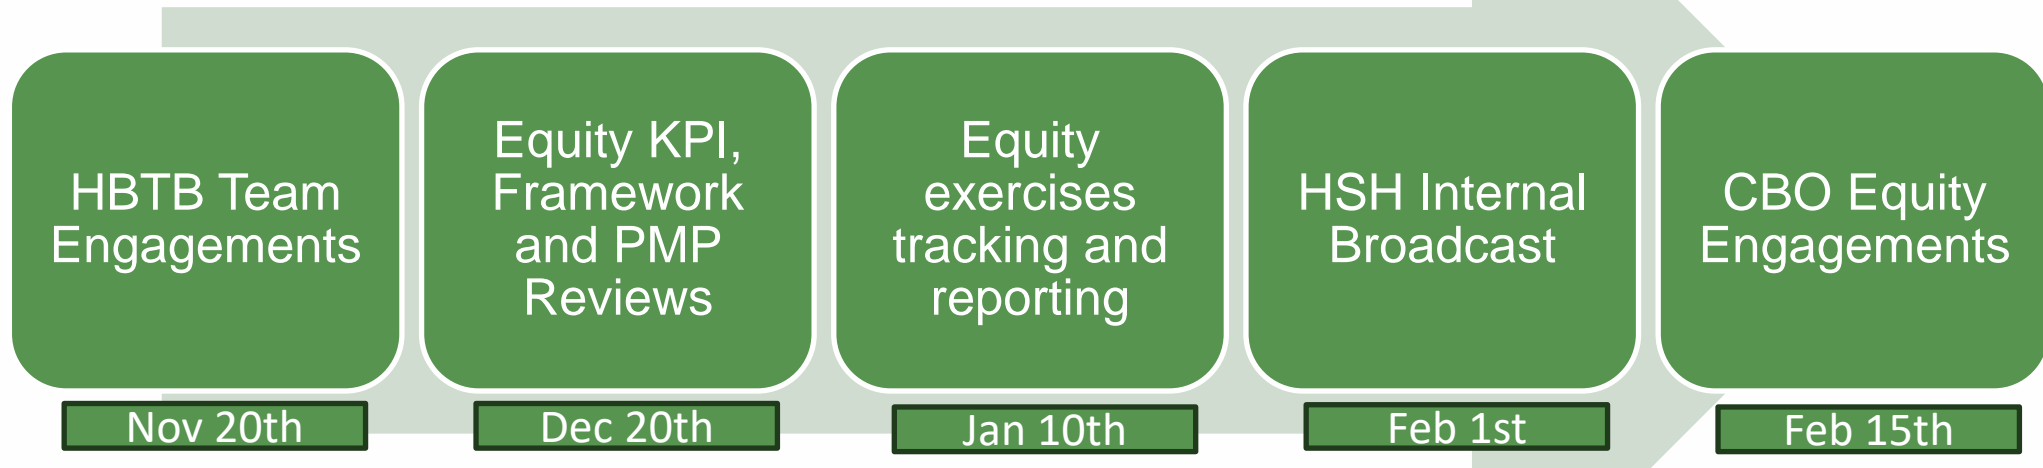 HBTB Team
Engagements
Nov 20th
Equity KPI,
Framework
and PMP
Reviews
Dec 20th
Equity
exercises
tracking and
reporting
Jan 10th
HSH Internal
Broadcast
Feb 1st
CBO Equity
Engagements
Feb 15th